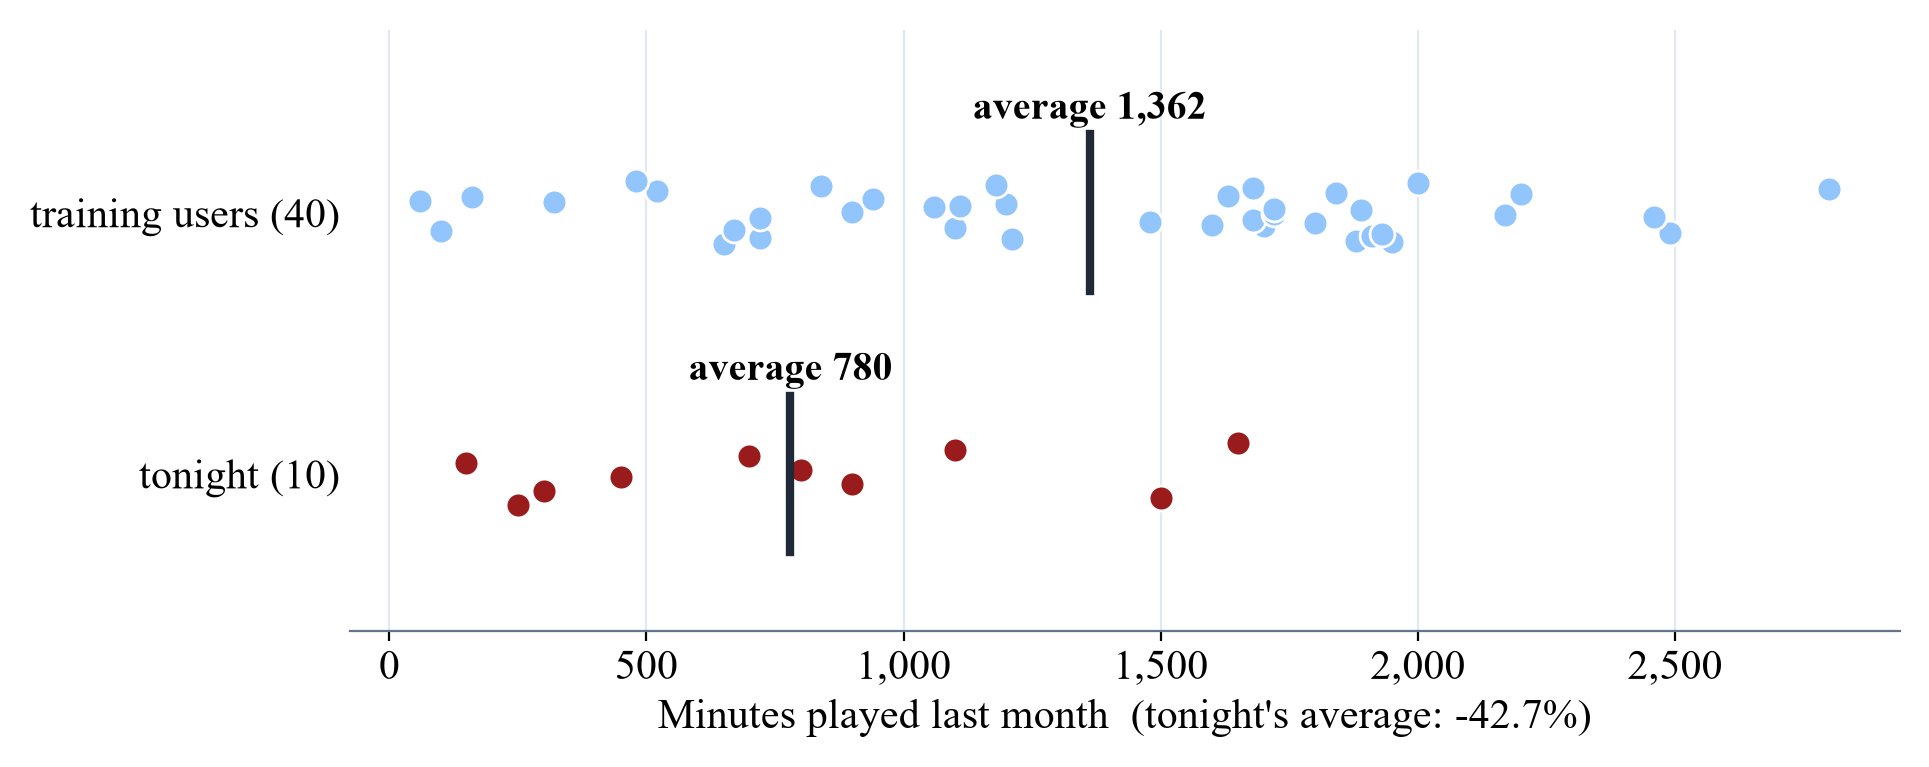 average 1,362
training users (40)
average 780
tonight (10)
0 500 1,000 1,500 2,000 2,500
Minutes played last month (tonight's average: -42.7%)